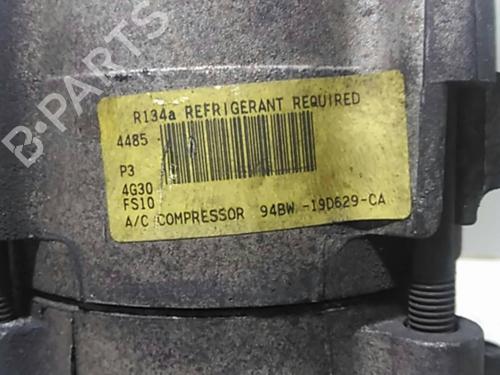 B-PARTS
R134a REFRIGERANT REQUIRED
4485
P3
4G30
FS10
A/C COMPRESSOR 94BW -19D629-CA